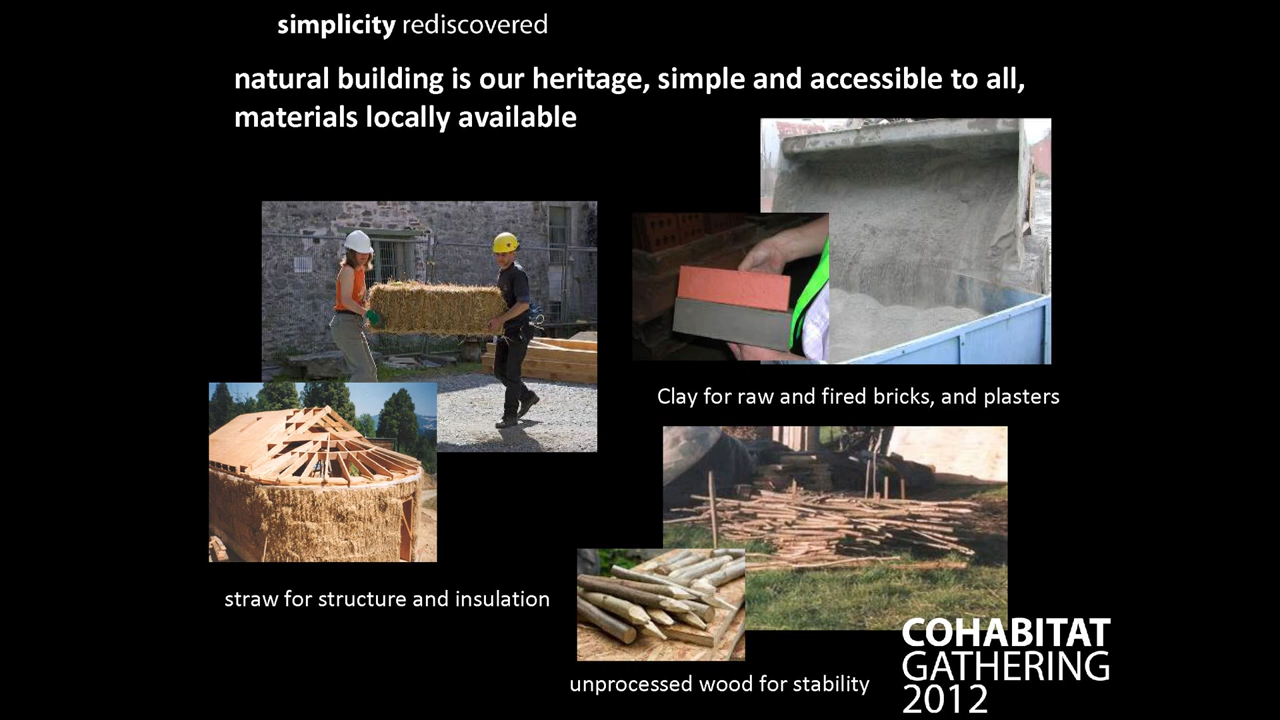 simplicity rediscovered
natural building is our heritage, simple and accessible to all,
materials locally available
Clay for raw and fired bricks, and plasters
straw for structure and insulation
unprocessed wood for stability
COHABITAT
GATHERING
2012